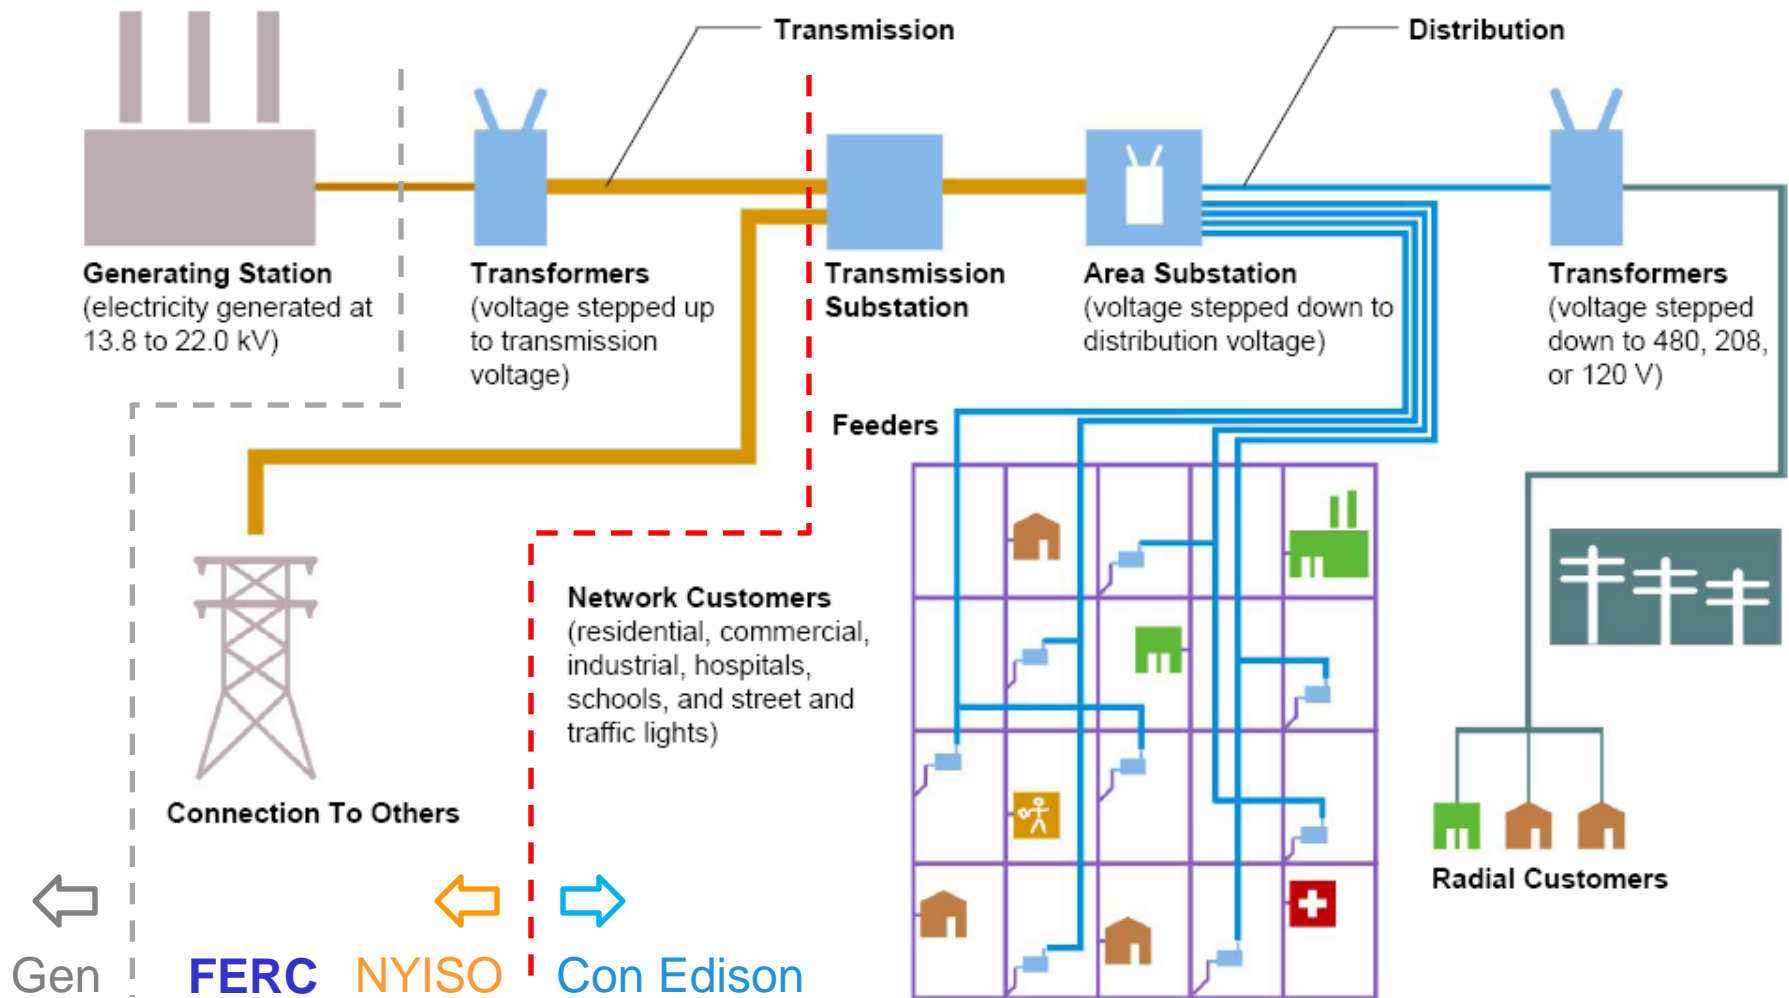 Transmission
Distribution
Generating Station
(electricity generated at
13.8 to 22.0 kV)
Transformers
(voltage stepped up
to transmission
voltage)
Transmission
Substation
Area Substation
(voltage stepped down to
distribution voltage)
Transformers
(voltage stepped
down to 480, 208,
or 120 V)
Feeders
Network Customers
(residential, commercial,
industrial, hospitals,
schools, and street and
traffic lights)
Connection To Others
Radial Customers
Gen
FERC
NYISO
Con Edison